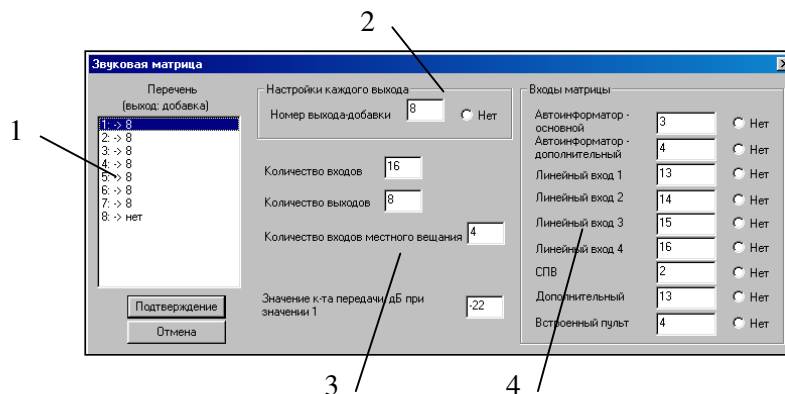 2
Звуковая матрица
Перечень
(выход: добавка)
1
1: -> 8
2: -> 8
3: -> 8
4: -> 8
5: -> 8
6: -> 8
7: -> 8
8: -> нет
Подтверждение
Отмена
Настройки каждого выхода
Номер выхода-добавки 8 Нет
Количество входов 16
Количество выходов 8
Количество входов местного вещания 4
Значение к-та передачи, дБ при
значении 1 -22
Входы матрицы
Автоинформатор -
основной 3 Нет
Автоинформатор -
дополнительный 4 Нет
Линейный вход 1 13 Нет
Линейный вход 2 14 Нет
Линейный вход 3 15 Нет
Линейный вход 4 16 Нет
СПВ 2 Нет
Дополнительный 13 Нет
Встроенный пульт 4 Нет
3
4